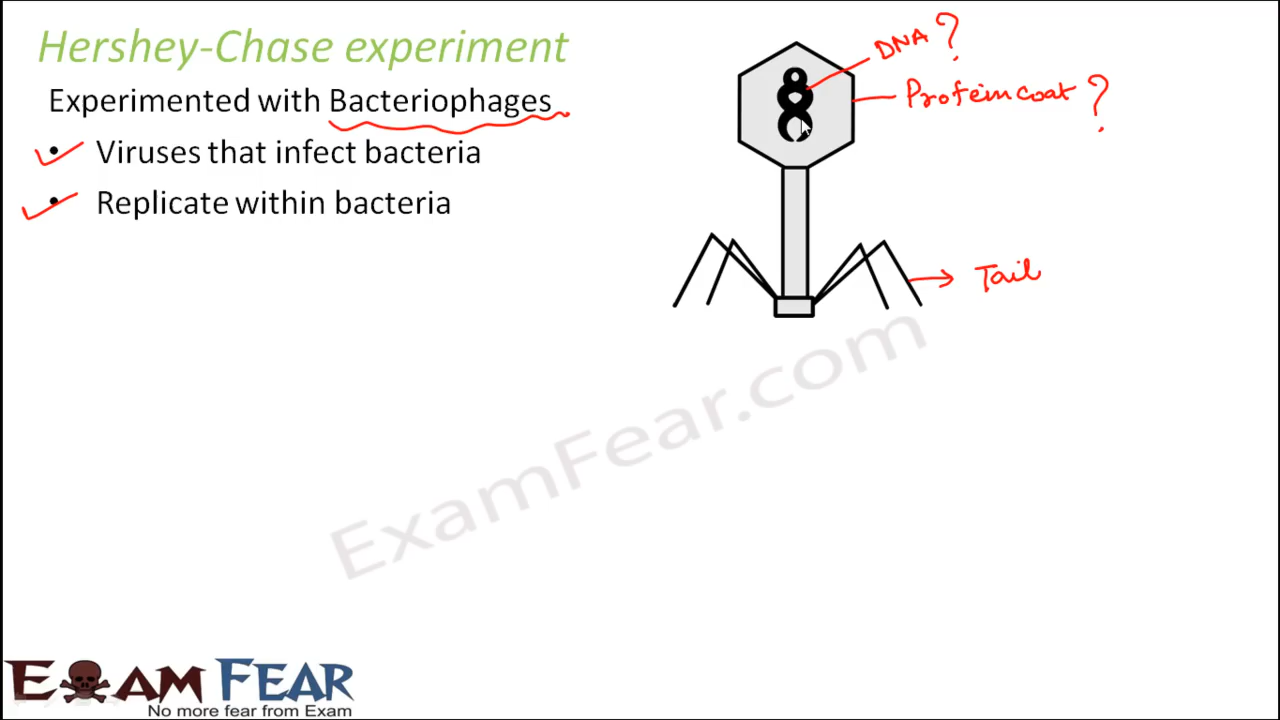 Hershey-Chase experiment
Experimented with Bacteriophages
• Viruses that infect bacteria
• Replicate within bacteria
DNA ?
Protein coat ?
Tail
ExamFear.com
EXAM FEAR
No more fear from Exam